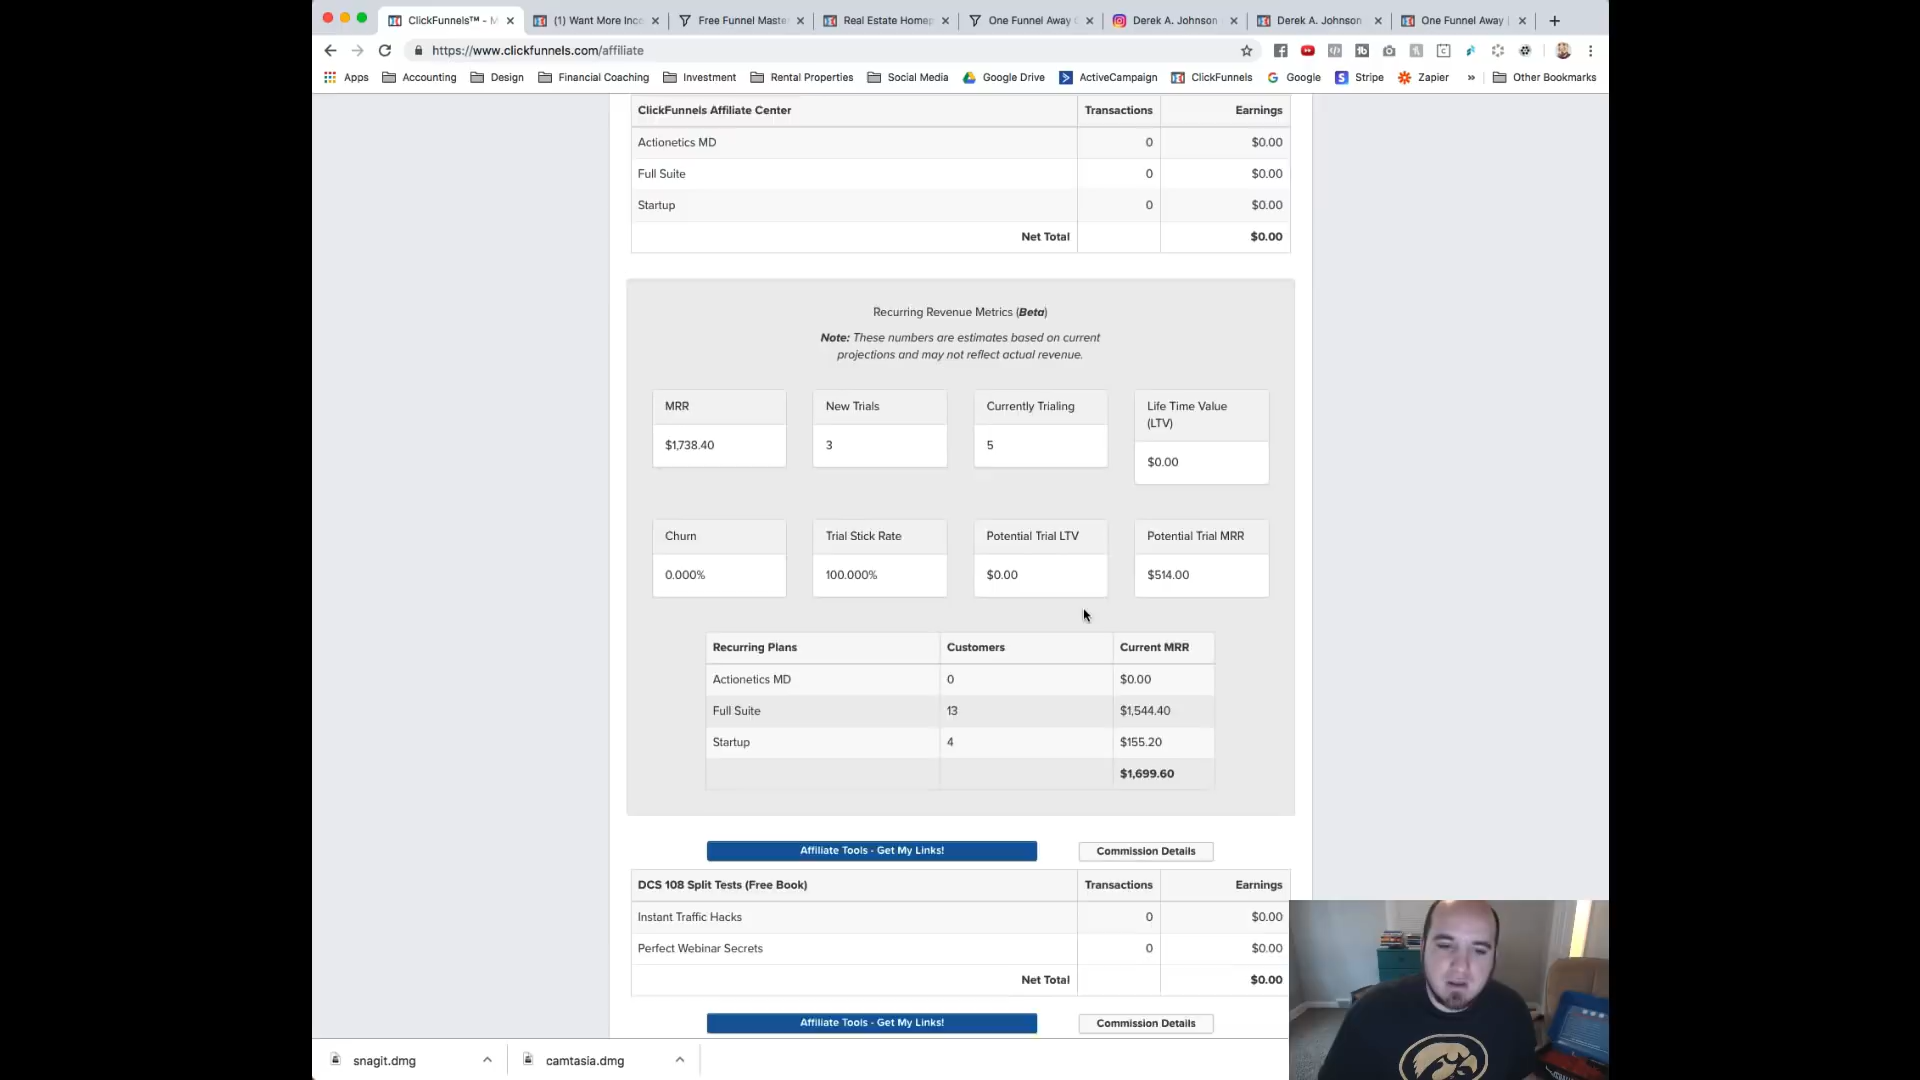 ClickFunnels™ - M
(1) Want More Inc
Free Funnel Maste
Real Estate Homep
One Funnel Away
Derek A. Johnson
Derek A. Johnson
One Funnel Away
https://www.clickfunnels.com/affiliate
Apps
Accounting
Design
Financial Coaching
Investment
Rental Properties
Social Media
Google Drive
ActiveCampaign
ClickFunnels
Google
Stripe
Zapier
»
Other Bookmarks
ClickFunnels Affiliate Center Transactions Earnings
Actionetics MD 0 $0.00
Full Suite 0 $0.00
Startup 0 $0.00
Net Total $0.00
Recurring Revenue Metrics (Beta)
Note: These numbers are estimates based on current
projections and may not reflect actual revenue.
MRR
$1,738.40
New Trials
3
Currently Trialing
5
Life Time Value
(LTV)
$0.00
Churn
0.000%
Trial Stick Rate
100.000%
Potential Trial LTV
$0.00
Potential Trial MRR
$514.00
Recurring Plans Customers Current MRR
Actionetics MD 0 $0.00
Full Suite 13 $1,544.40
Startup 4 $155.20
$1,699.60
Affiliate Tools - Get My Links!
Commission Details
DCS 108 Split Tests (Free Book) Transactions Earnings
Instant Traffic Hacks 0 $0.00
Perfect Webinar Secrets 0 $0.00
Net Total $0.00
Affiliate Tools - Get My Links!
Commission Details
snagit.dmg
camtasia.dmg